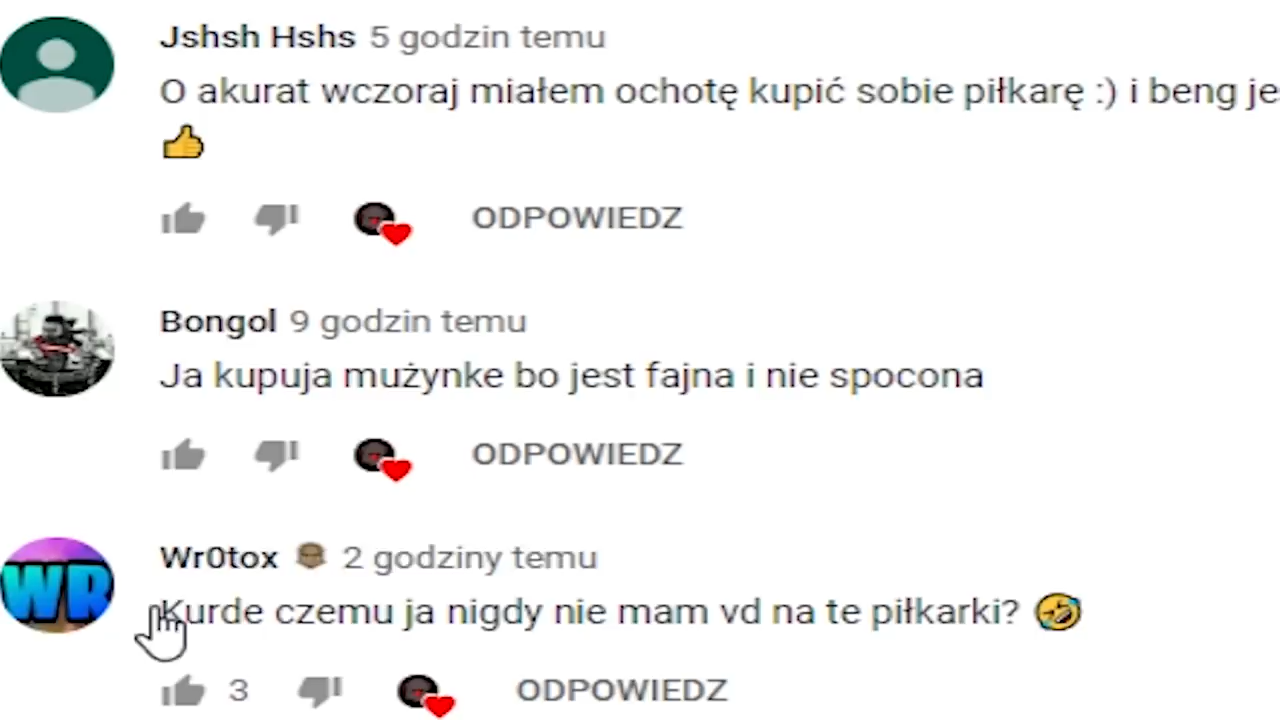 Jshsh Hshs 5 godzin temu
O akurat wczoraj miałem ochotę kupić sobie piłkarę :) i beng je
ODPOWIEDZ
Bongol 9 godzin temu
Ja kupuja mużynke bo jest fajna i nie spocona
ODPOWIEDZ
WR
Wr0tox 2 godziny temu
Kurde czemu ja nigdy nie mam vd na te piłkarki?
3
ODPOWIEDZ